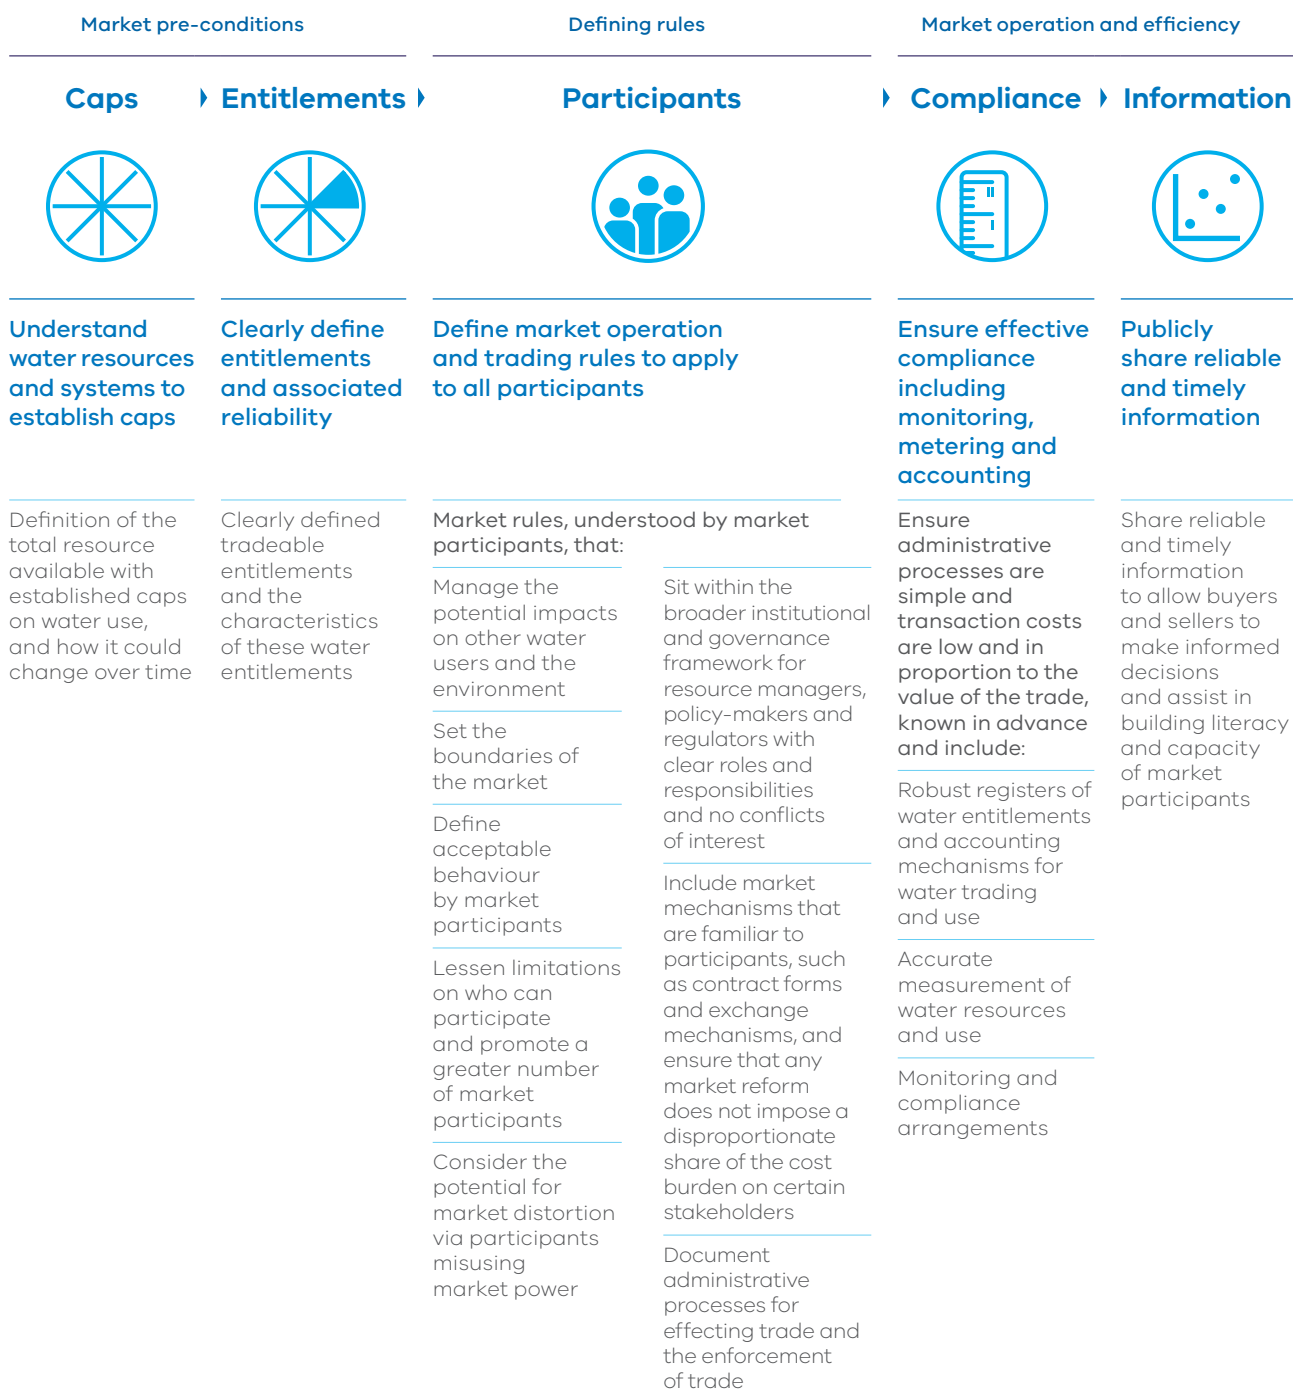 Market pre-conditions
Defining rules
Market operation and efficiency
Caps
Entitlements
Participants
Compliance
Information
Understand
water resources
and systems to
establish caps
Clearly define
entitlements
and associated
reliability
Define market operation
and trading rules to apply
to all participants
Ensure effective
compliance
including
monitoring,
metering and
accounting
Publicly
share reliable
and timely
information
Definition of the
total resource
available with
established caps
on water use,
and how it could
change over time
Clearly defined
tradeable
entitlements
and the
characteristics
of these water
entitlements
Market rules, understood by market
participants, that:
Manage the
potential impacts
on other water
users and the
environment
Set the
boundaries of
the market
Define
acceptable
behaviour
by market
participants
Lessen limitations
on who can
participate
and promote a
greater number
of market
participants
Consider the
potential for
market distortion
via participants
misusing
market power
Sit within the
broader institutional
and governance
framework for
resource managers,
policy-makers and
regulators with
clear roles and
responsibilities
and no conflicts
of interest
Include market
mechanisms that
are familiar to
participants, such
as contract forms
and exchange
mechanisms, and
ensure that any
market reform
does not impose a
disproportionate
share of the cost
burden on certain
stakeholders
Document
administrative
processes for
effecting trade and
the enforcement
of trade
Ensure
administrative
processes are
simple and
transaction costs
are low and in
proportion to the
value of the trade,
known in advance
and include:
Robust registers of
water entitlements
and accounting
mechanisms for
water trading
and use
Accurate
measurement of
water resources
and use
Monitoring and
compliance
arrangements
Share reliable
and timely
information
to allow buyers
and sellers to
make informed
decisions
and assist in
building literacy
and capacity
of market
participants